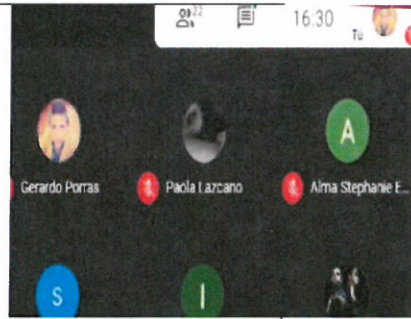 22 16:30
Tú
A
Gerardo Porras Paola Lazcano Alma Stephanie E...
S I